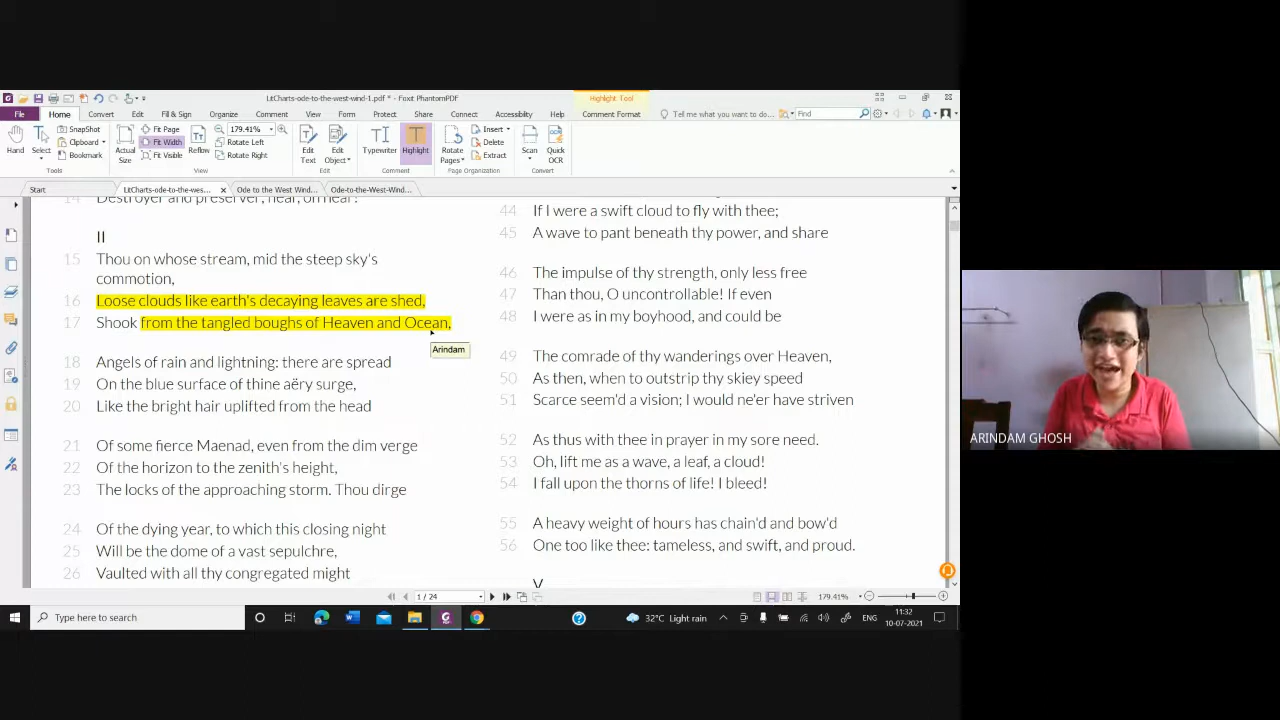 LitCharts-ode-to-the-west-wind-1.pdf * - Foxit PhantomPDF
Highlight Tool
File Home Convert Edit Fill & Sign Organize Comment View Form Protect Share Connect Accessibility Help Comment Format Tell me what you want to do... Find
Hand Select SnapShot Clipboard Bookmark Actual Size Fit Page Fit Width Fit Visible Reflow 179.41% Rotate Left Rotate Right Edit Text Edit Object Typewriter Highlight Rotate Pages Insert Delete Extract Scan Quick OCR
Tools View Edit Comment Page Organization Convert
Start LitCharts-ode-to-the-wes... Ode to the West Wind... Ode-to-the-West-Wind...
14 Destroyer and preserver; hear, oh hear!
II
15 Thou on whose stream, mid the steep sky's
commotion,
16 Loose clouds like earth's decaying leaves are shed,
17 Shook from the tangled boughs of Heaven and Ocean,
Arindam
18 Angels of rain and lightning: there are spread
19 On the blue surface of thine aëry surge,
20 Like the bright hair uplifted from the head
21 Of some fierce Maenad, even from the dim verge
22 Of the horizon to the zenith's height,
23 The locks of the approaching storm. Thou dirge
24 Of the dying year, to which this closing night
25 Will be the dome of a vast sepulchre,
26 Vaulted with all thy congregated might
44 If I were a swift cloud to fly with thee;
45 A wave to pant beneath thy power, and share
46 The impulse of thy strength, only less free
47 Than thou, O uncontrollable! If even
48 I were as in my boyhood, and could be
49 The comrade of thy wanderings over Heaven,
50 As then, when to outstrip thy skiey speed
51 Scarce seem'd a vision; I would ne'er have striven
52 As thus with thee in prayer in my sore need.
53 Oh, lift me as a wave, a leaf, a cloud!
54 I fall upon the thorns of life! I bleed!
55 A heavy weight of hours has chain'd and bow'd
56 One too like thee: tameless, and swift, and proud.
V
1 / 24 179.41%
Type here to search 32°C Light rain ENG 11:32
10-07-2021
ARINDAM GHOSH